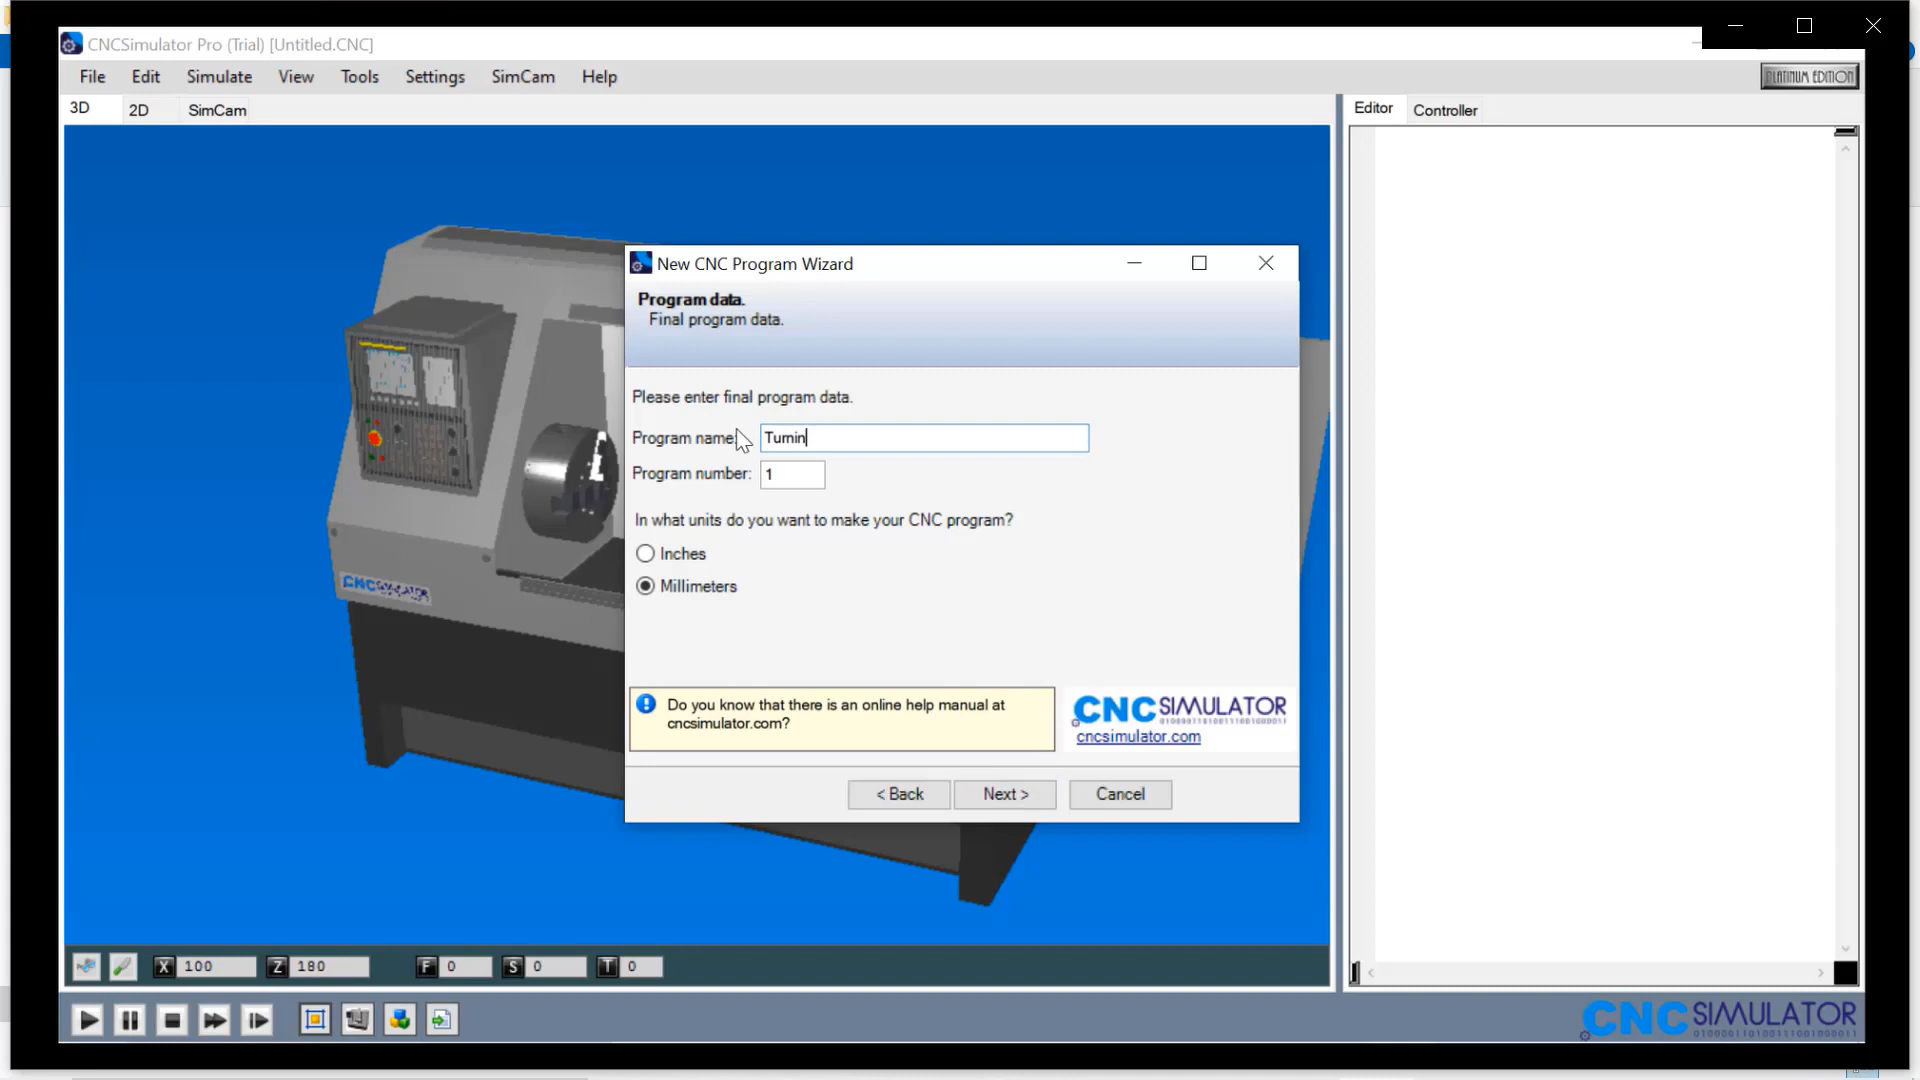 CNCSimulator Pro (Trial) [Untitled.CNC]
File Edit Simulate View Tools Settings SimCam Help
PLATINUM EDITION
3D 2D SimCam
Editor Controller
New CNC Program Wizard
Program data.
Final program data.
Please enter final program data.
Program name: Turnin
Program number: 1
In what units do you want to make your CNC program?
Inches
Millimeters
Do you know that there is an online help manual at
cncsimulator.com?
CNCSIMULATOR
cncsimulator.com
< Back Next > Cancel
CNCSIMULATOR
X 100 Z 180 F 0 S 0 T 0
CNCSIMULATOR